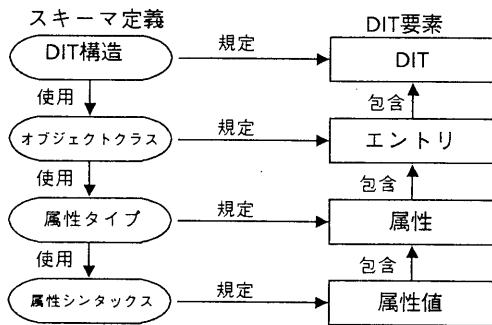 スキーマ定義
DIT要素
DIT構造
規定
DIT
使用
包含
オブジェクトクラス
規定
エントリ
使用
包含
属性タイプ
規定
属性
使用
包含
属性シンタックス
規定
属性値